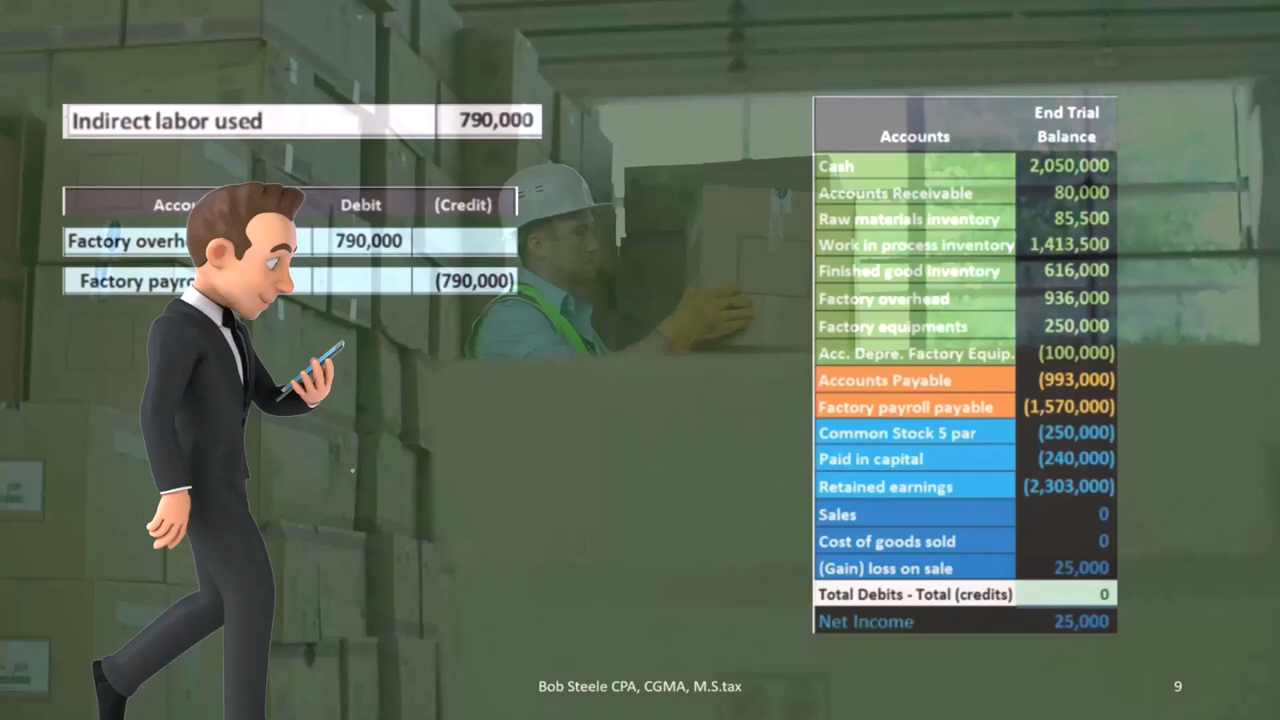 Indirect labor used 790,000
Debit (Credit)
Factory 790,000
Factory (790,000)
Accounts End Trial Balance
Cash 2,050,000
Accounts Receivable 80,000
Raw materials inventory 85,500
Work in process inventory 1,413,500
Finished good inventory 616,000
Factory overhead 936,000
Factory equipments 250,000
Acc. Depre. Factory Equip. (100,000)
Accounts Payable (993,000)
Factory payroll payable (1,570,000)
Common Stock 5 par (250,000)
Paid in capital (240,000)
Retained earnings (2,303,000)
Sales 0
Cost of goods sold 0
(Gain) loss on sale 25,000
Total Debits - Total (credits) 0
Net Income 25,000
Bob Steele CPA, CGMA, M.S.tax 9